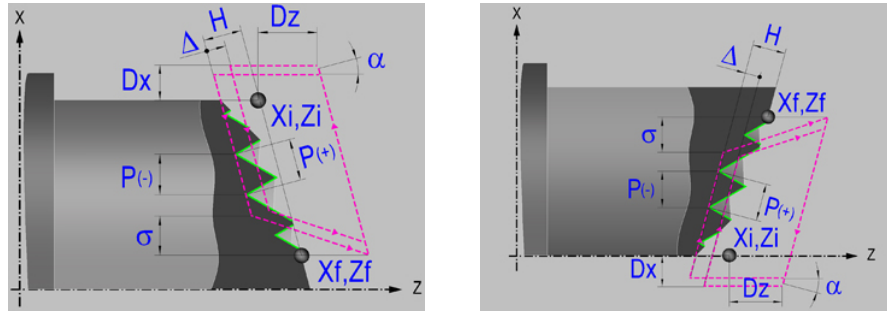 X
H
Dz
Δ
α
Dx
Xi,Zi
P(+)
P(-)
σ
Xf,Zf
Z
X
H
Δ
Xf,Zf
σ
P(-)
P(+)
Xi,Zi
Z
Dx
Dz
α